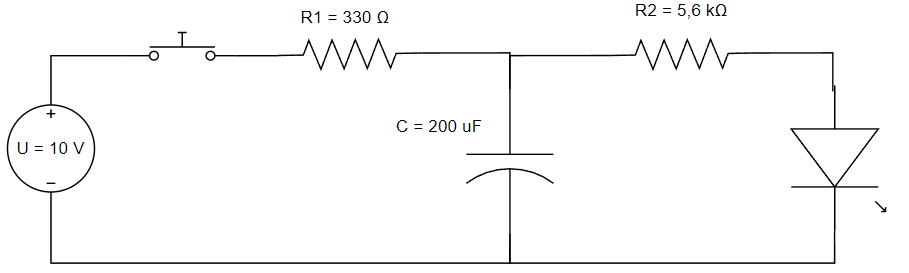 R1 = 330 Ω
R2 = 5,6 kΩ
C = 200 uF
+
U = 10 V
−